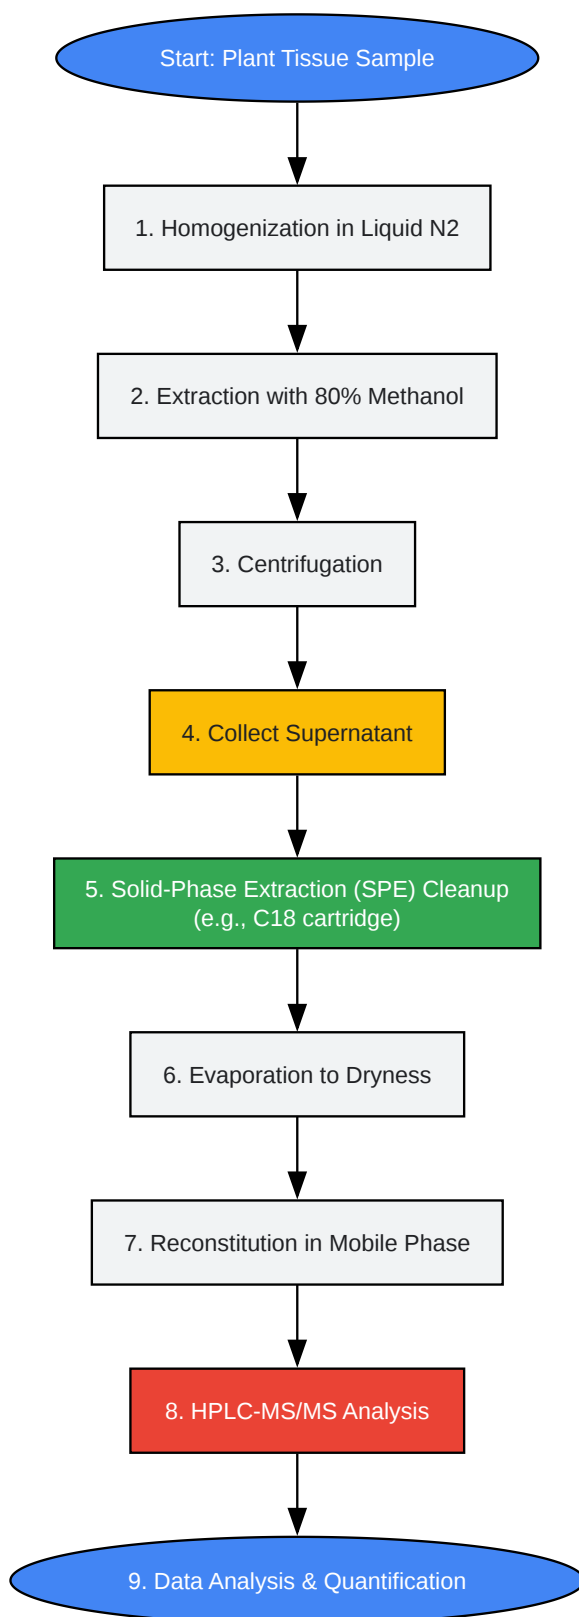 Start: Plant Tissue Sample
1. Homogenization in Liquid N2
2. Extraction with 80% Methanol
3. Centrifugation
4. Collect Supernatant
5. Solid-Phase Extraction (SPE) Cleanup
(e.g., C18 cartridge)
6. Evaporation to Dryness
7. Reconstitution in Mobile Phase
8. HPLC-MS/MS Analysis
9. Data Analysis & Quantification